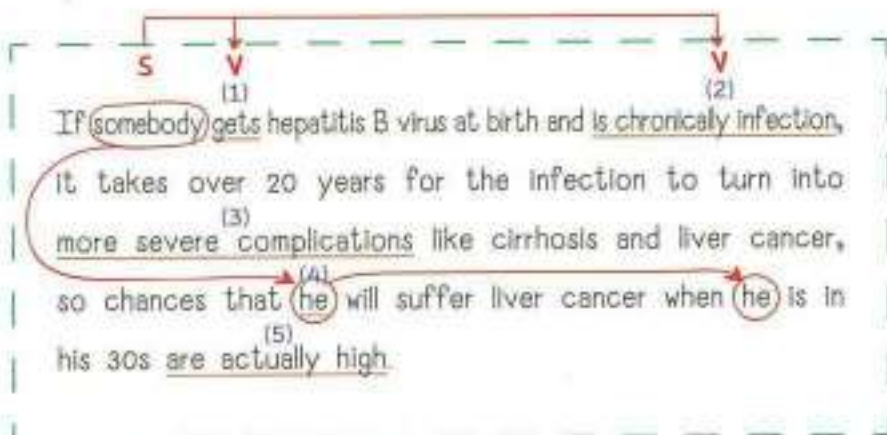 S V V
(1) (2)
If somebody gets hepatitis B virus at birth and is chronically infection,
it takes over 20 years for the infection to turn into
(3)
more severe complications like cirrhosis and liver cancer,
(4)
so chances that he will suffer liver cancer when he is in
(5)
his 30s are actually high